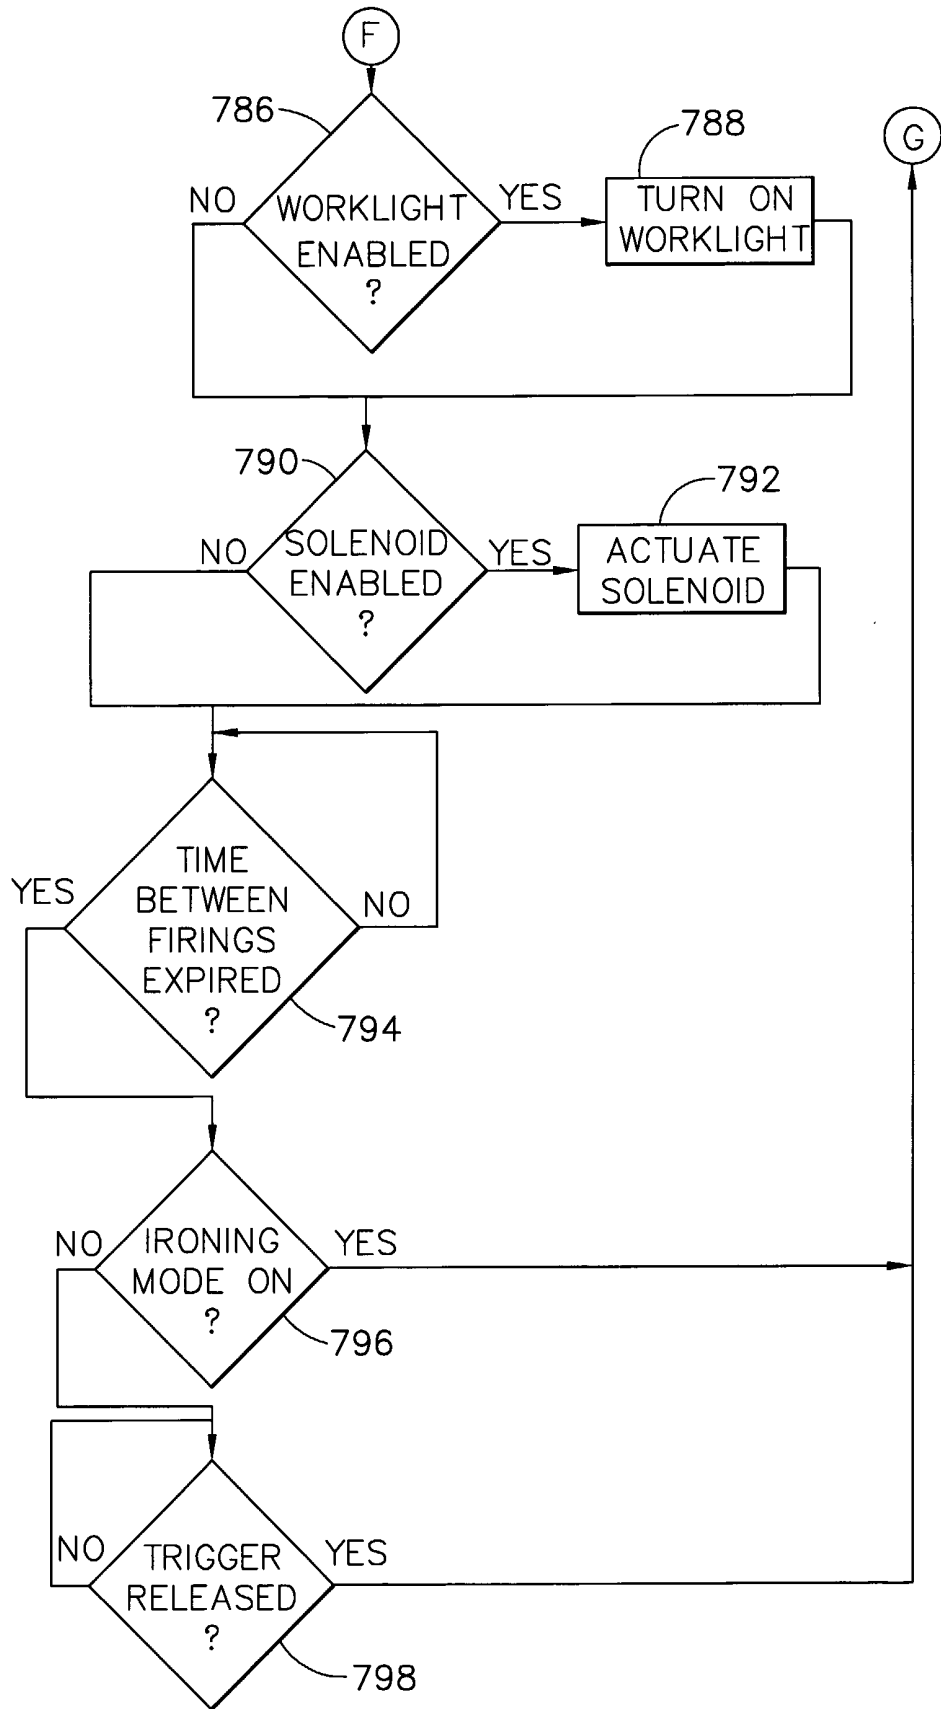 F
786
788
G
NO
YES
WORKLIGHT
ENABLED
?
TURN ON
WORKLIGHT
790
792
NO
YES
SOLENOID
ENABLED
?
ACTUATE
SOLENOID
YES
NO
TIME
BETWEEN
FIRINGS
EXPIRED
?
794
NO
YES
IRONING
MODE ON
?
796
NO
YES
TRIGGER
RELEASED
?
798